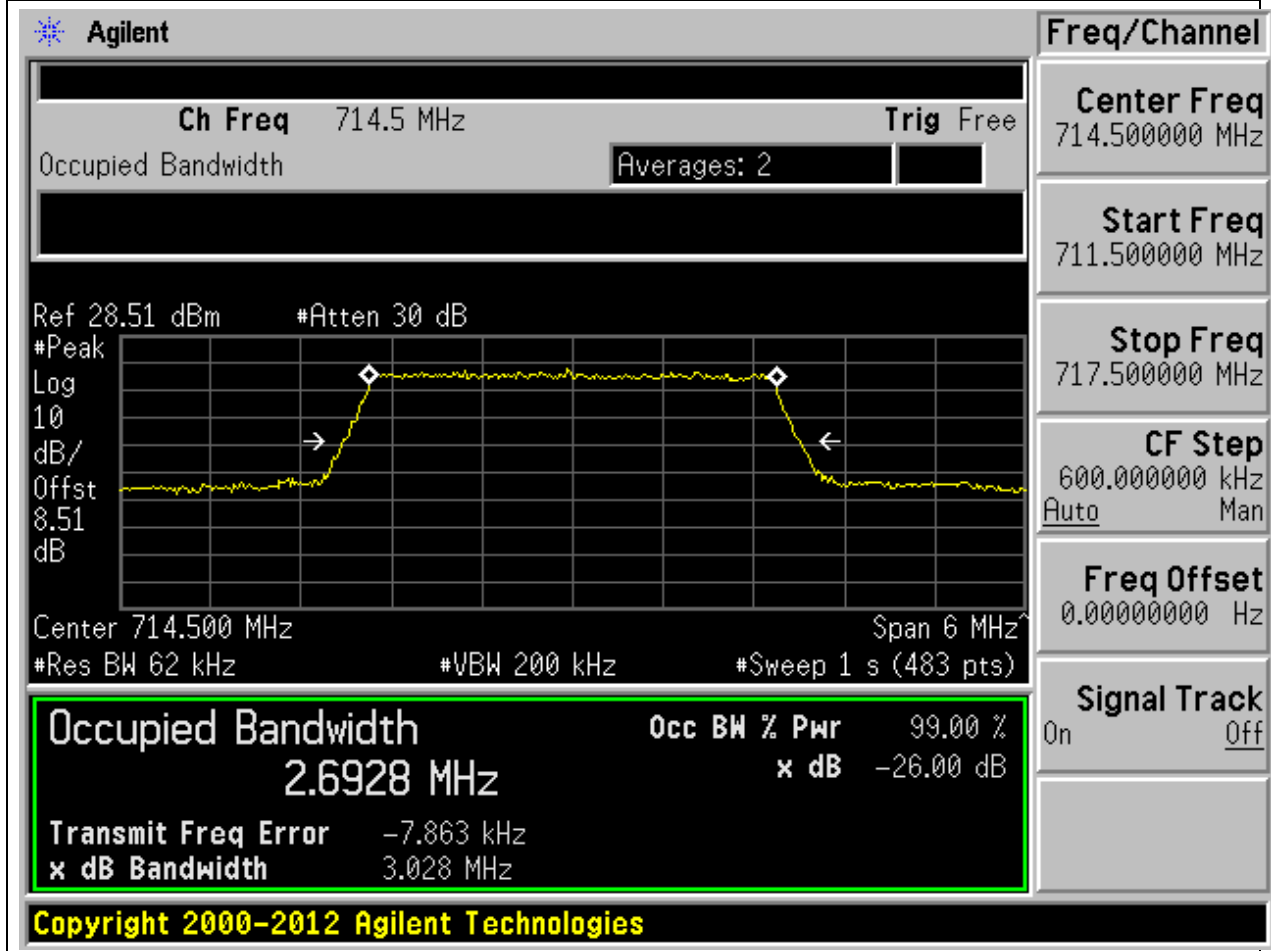 Agilent
Ch Freq 714.5 MHz Trig Free
Occupied Bandwidth Averages: 2
Ref 28.51 dBm #Atten 30 dB
#Peak
Log
10
dB/
Offst
8.51
dB
Center 714.500 MHz Span 6 MHz^
#Res BW 62 kHz #VBW 200 kHz #Sweep 1 s (483 pts)
Occupied Bandwidth Occ BW % Pwr 99.00 %
2.6928 MHz x dB -26.00 dB
Transmit Freq Error -7.863 kHz
x dB Bandwidth 3.028 MHz
Copyright 2000-2012 Agilent Technologies
Freq/Channel
Center Freq
714.500000 MHz
Start Freq
711.500000 MHz
Stop Freq
717.500000 MHz
CF Step
600.000000 kHz
Auto Man
Freq Offset
0.00000000 Hz
Signal Track
On Off